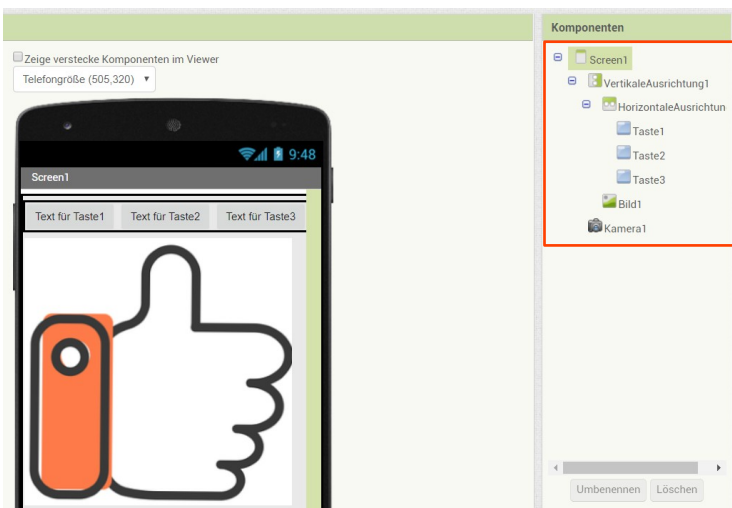 Komponenten
Zeige verstecke Komponenten im Viewer
Telefongröße (505,320)
9:48
Screen1
Text für Taste1 Text für Taste2 Text für Taste3
Screen1
VertikaleAusrichtung1
HorizontaleAusrichtun
Taste1
Taste2
Taste3
Bild1
Kamera1
Umbenennen Löschen